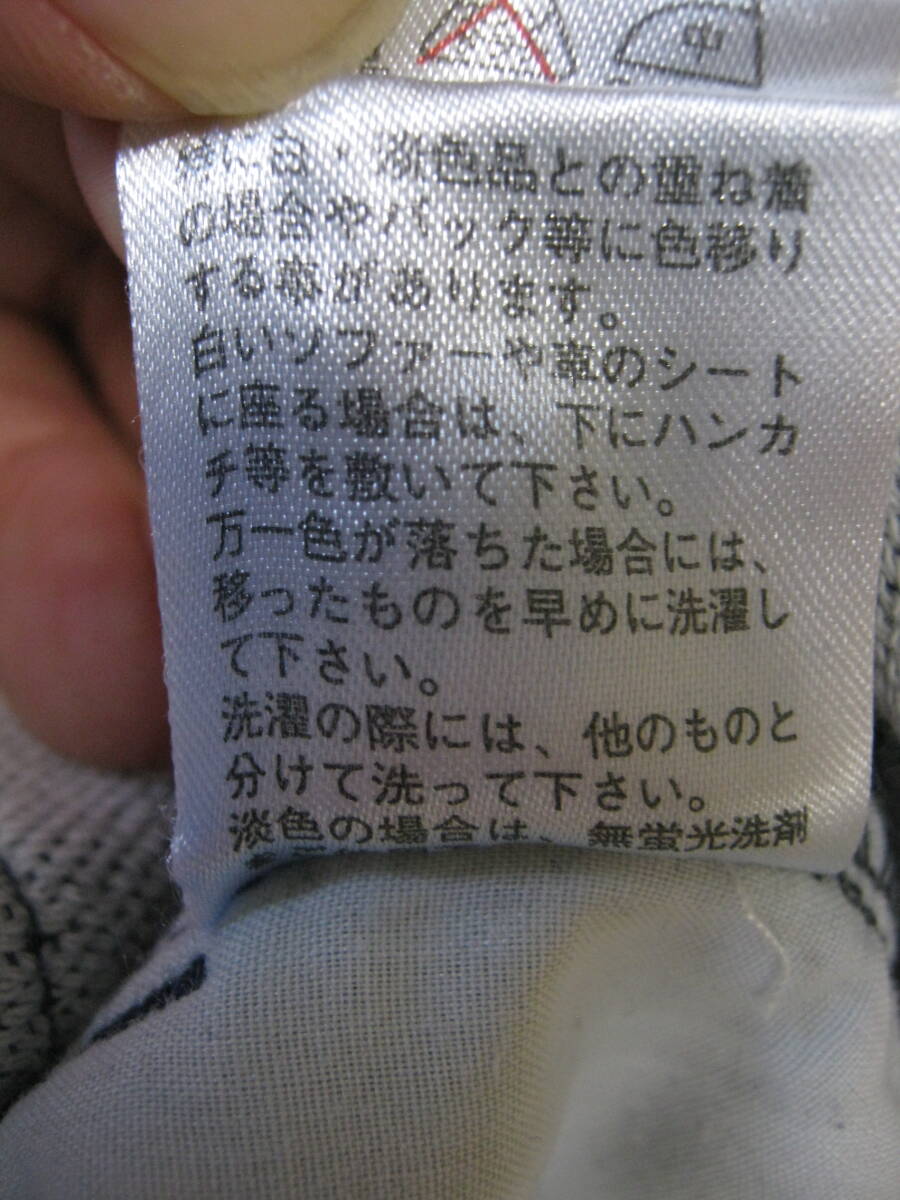 中
特に白・淡色品との重ね着
の場合やバック等に色移り
する事があります。
白いソファーや車のシート
に座る場合は、下にハンカ
チ等を敷いて下さい。
万一色が落ちた場合には、
移ったものを早めに洗濯し
て下さい。
洗濯の際には、他のものと
分けて洗って下さい。
淡色の場合は、無蛍光洗剤